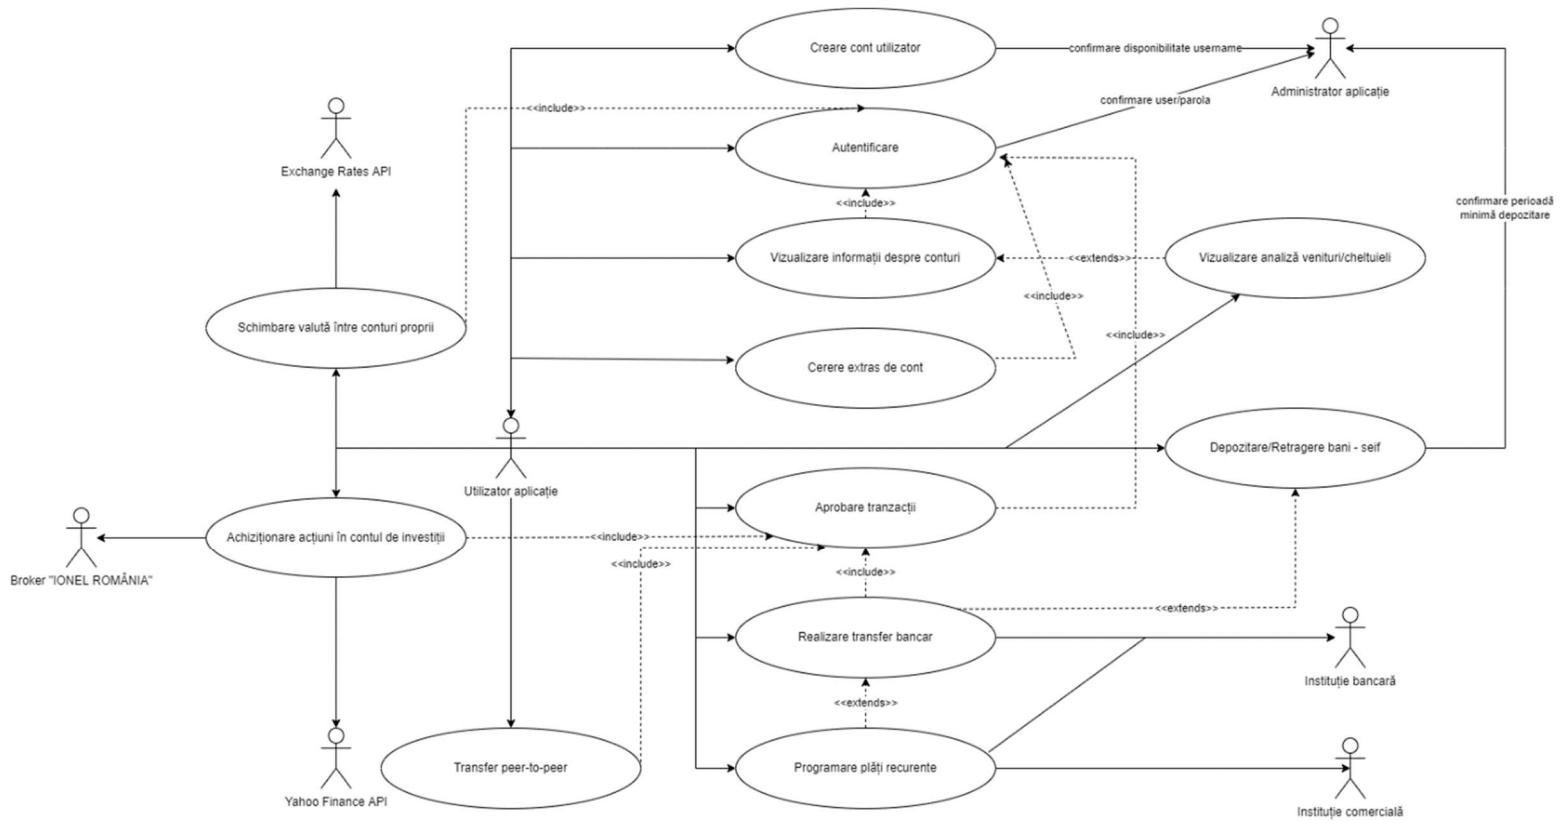 Creare cont utilizator
confirmare disponibilitate username
Administrator aplicație
<<include>>
confirmare user/parola
Exchange Rates API
Autentificare
<<include>>
confirmare perioadă
minimă depozitare
Vizualizare informații despre conturi
<<extends>>
Vizualizare analiză venituri/cheltuieli
<<include>>
Schimbare valută între conturi proprii
<<include>>
Cerere extras de cont
Depozitare/Retragere bani - seif
Utilizator aplicație
Aprobare tranzacții
Achiziționare acțiuni în contul de investiții
<<include>>
<<include>>
<<include>>
Broker "IONEL ROMÂNIA"
<<extends>>
Realizare transfer bancar
Instituție bancară
<<extends>>
Transfer peer-to-peer
Programare plăți recurente
Yahoo Finance API
Instituție comercială